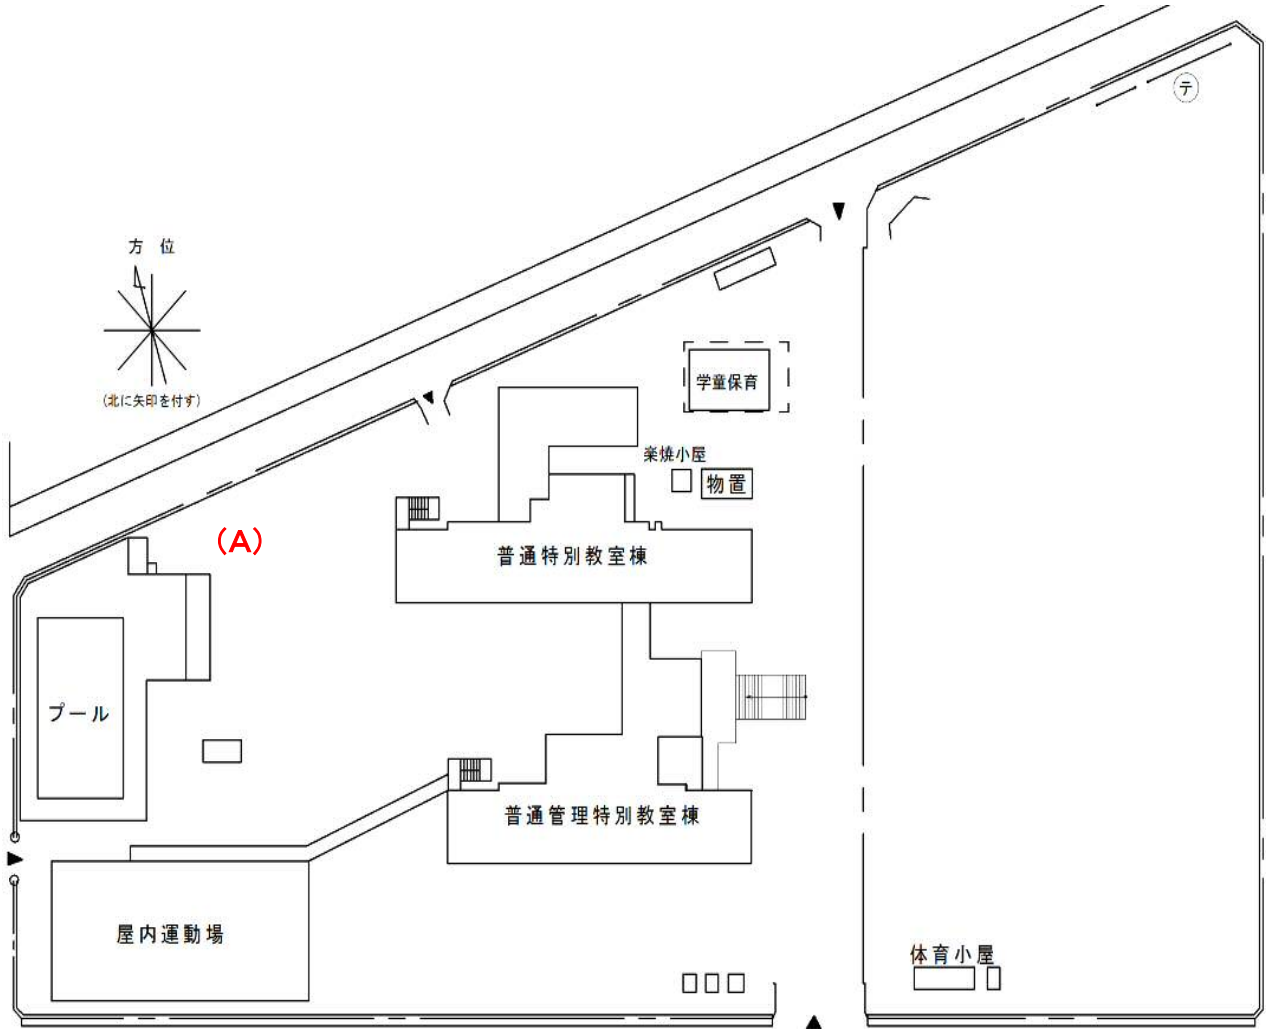 テ
方位
(北に矢印を付す)
学童保育
楽焼小屋
物置
(A)
普通特別教室棟
プール
普通管理特別教室棟
屋内運動場
体育小屋